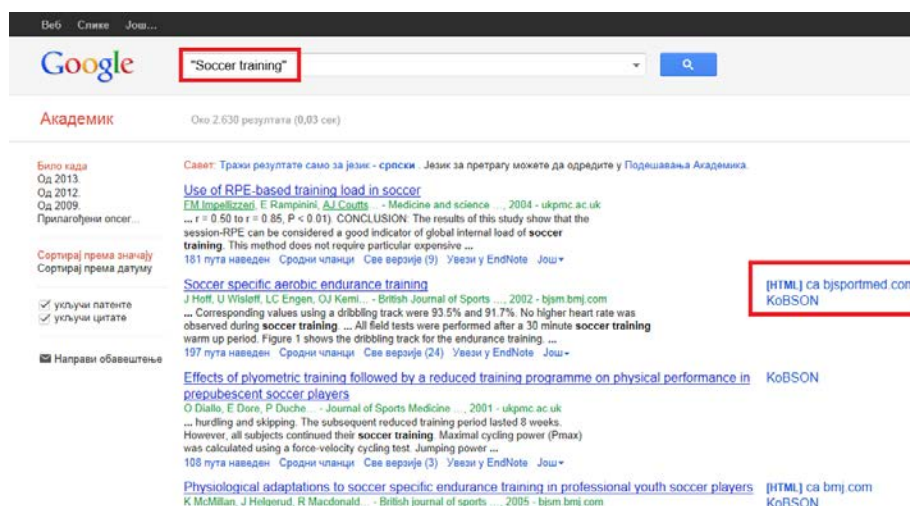 Веб Слике Још...
Google
"Soccer training"
Академик
Око 2.630 резултата (0,03 сек)
Било када
Од 2013.
Од 2012.
Од 2009.
Прилагођени опсег...
Сортирај према значају
Сортирај према датуму
укључи патенте
укључи цитате
Направи обавештење
Савет: Тражи резултате само за језик - српски . Језик за претрагу можете да одредите у Подешавања Академика.
Use of RPE-based training load in soccer
FM Impellizzeri, E Rampinini, AJ Coutts... - Medicine and science ..., 2004 - ukpmc.ac.uk
... r = 0.50 to r = 0.85, P < 0.01). CONCLUSION: The results of this study show that the
session-RPE can be considered a good indicator of global internal load of soccer
training. This method does not require particular expensive ...
181 пута наведен Сродни чланци Све верзије (9) Увези у EndNote Још
Soccer specific aerobic endurance training
J Hoff, U Wisløff, LC Engen, OJ Kemi... - British Journal of Sports ..., 2002 - bjsm.bmj.com
... Corresponding values using a dribbling track were 93.5% and 91.7%. No higher heart rate was
observed during soccer training. ... All field tests were performed after a 30 minute soccer training
warm up period. Figure 1 shows the dribbling track for the endurance training. ...
197 пута наведен Сродни чланци Све верзије (24) Увези у EndNote Још
[HTML] са bjsportmed.com
KoBSON
Effects of plyometric training followed by a reduced training programme on physical performance in
prepubescent soccer players
O Diallo, E Dore, P Duche... - Journal of Sports Medicine ..., 2001 - ukpmc.ac.uk
... hurdling and skipping. The subsequent reduced training period lasted 8 weeks.
However, all subjects continued their soccer training. Maximal cycling power (Pmax)
was calculated using a force-velocity cycling test. Jumping power ...
108 пута наведен Сродни чланци Све верзије (3) Увези у EndNote Још
KoBSON
Physiological adaptations to soccer specific endurance training in professional youth soccer players
K McMillan, J Helgerud, R Macdonald... - British journal of sports ..., 2005 - bjsm.bmj.com
[HTML] са bmj.com
KoBSON